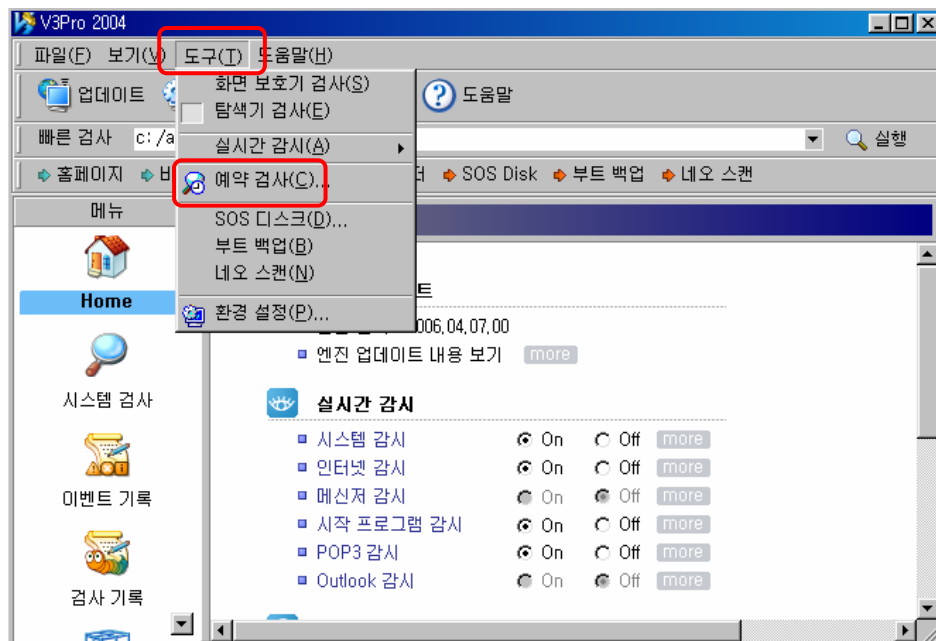 V3Pro 2004
파일(F) 보기(V) 도구(T) 도움말(H)
업데이트 도움말
빠른 검사 c:/a 실행
홈페이지 SOS Disk 부트 백업 네오 스캔
화면 보호기 검사(S)
탐색기 검사(E)
실시간 감시(A)
예약 검사(C)...
SOS 디스크(D)...
부트 백업(B)
네오 스캔(N)
환경 설정(P)...
메뉴
Home
시스템 검사
이벤트 기록
검사 기록
트
006,04,07,00
엔진 업데이트 내용 보기 more
실시간 감시
시스템 감시 On Off more
인터넷 감시 On Off more
메신저 감시 On Off more
시작 프로그램 감시 On Off more
POP3 감시 On Off more
Outlook 감시 On Off more